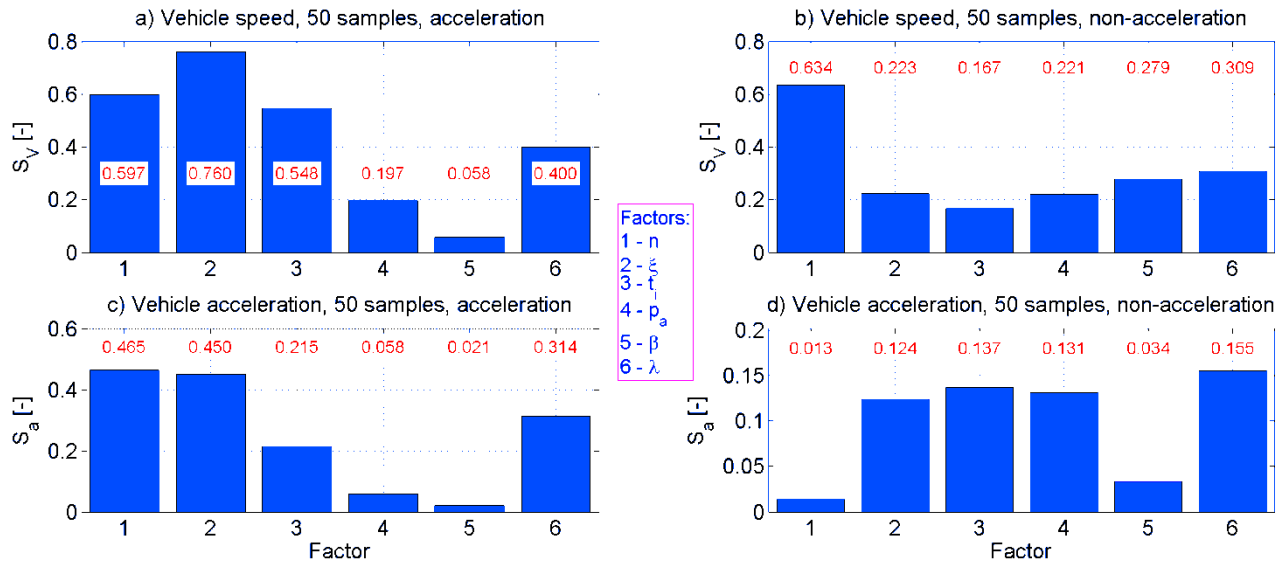 a) Vehicle speed, 50 samples, acceleration
0.8
0.6
0.4
0.2
0
S_V [-]
0.597 0.760 0.548 0.197 0.058 0.400
1 2 3 4 5 6
b) Vehicle speed, 50 samples, non-acceleration
0.8
0.6
0.4
0.2
0
S_V [-]
0.634 0.223 0.167 0.221 0.279 0.309
1 2 3 4 5 6
Factors:
1 - n
2 - ξ
3 - t_i
4 - p_a
5 - β
6 - λ
c) Vehicle acceleration, 50 samples, acceleration
0.6
0.4
0.2
0
S_a [-]
0.465 0.450 0.215 0.058 0.021 0.314
1 2 3 4 5 6
Factor
d) Vehicle acceleration, 50 samples, non-acceleration
0.2
0.15
0.1
0.05
0
S_a [-]
0.013 0.124 0.137 0.131 0.034 0.155
1 2 3 4 5 6
Factor